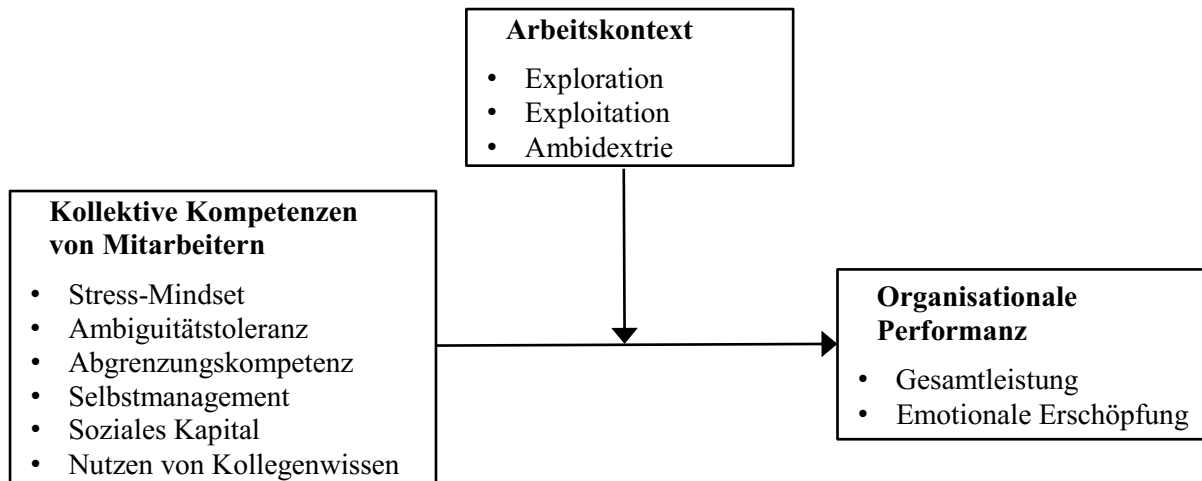 Arbeitskontext
• Exploration
• Exploitation
• Ambidextrie
Kollektive Kompetenzen
von Mitarbeitern
• Stress-Mindset
• Ambiguitätstoleranz
• Abgrenzungskompetenz
• Selbstmanagement
• Soziales Kapital
• Nutzen von Kollegenwissen
Organisationale
Performanz
• Gesamtleistung
• Emotionale Erschöpfung